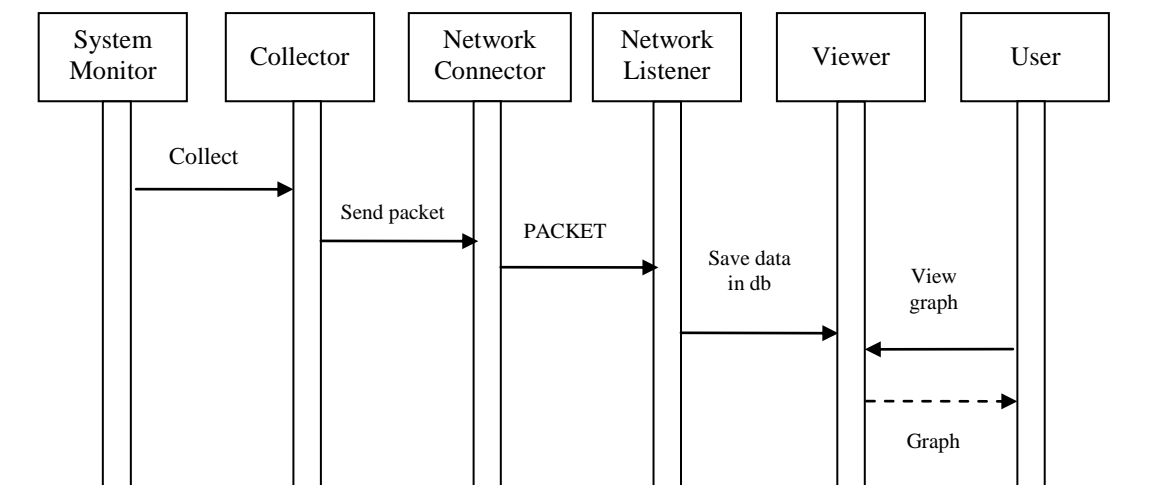 System
Monitor
Collector
Network
Connector
Network
Listener
Viewer
User
Collect
Send packet
PACKET
Save data
in db
View
graph
Graph